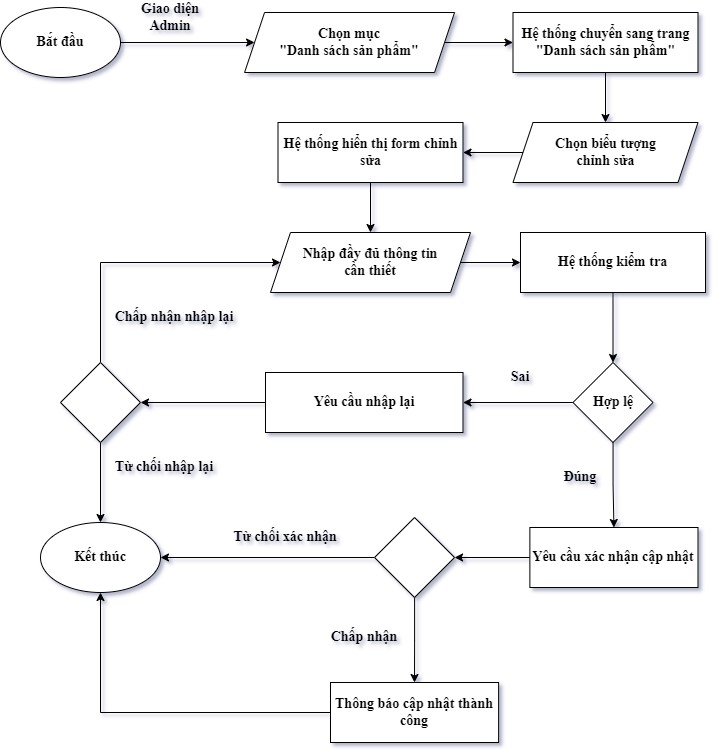 Bắt đầu
Giao diện
Admin
Chọn mục
"Danh sách sản phẩm"
Hệ thống chuyển sang trang
"Danh sách sản phẩm"
Hệ thống hiển thị form chỉnh
sửa
Chọn biểu tượng
chỉnh sửa
Nhập đầy đủ thông tin
cần thiết
Hệ thống kiểm tra
Chấp nhận nhập lại
Yêu cầu nhập lại
Sai
Hợp lệ
Từ chối nhập lại
Đúng
Kết thúc
Từ chối xác nhận
Yêu cầu xác nhận cập nhật
Chấp nhận
Thông báo cập nhật thành
công